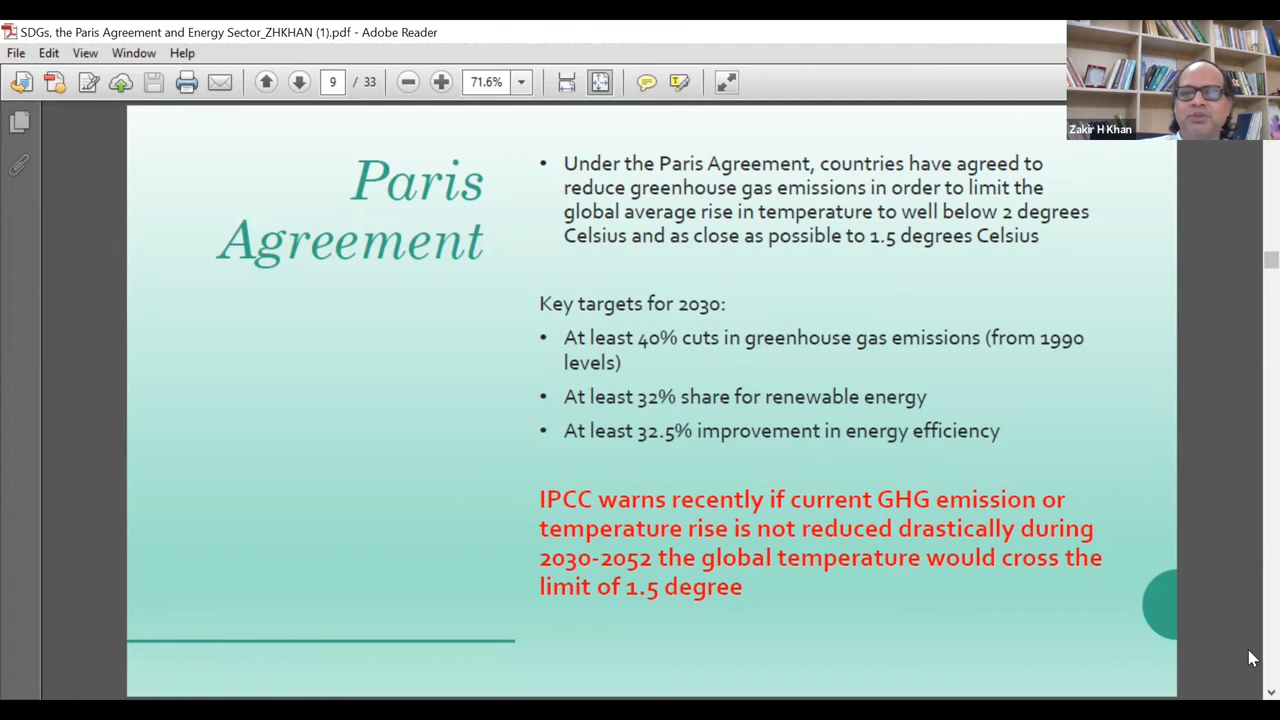 SDGs, the Paris Agreement and Energy Sector_ZHKHAN (1).pdf - Adobe Reader
File Edit View Window Help
9 / 33 71.6%
Zakir H Khan
Paris
Agreement
• Under the Paris Agreement, countries have agreed to
reduce greenhouse gas emissions in order to limit the
global average rise in temperature to well below 2 degrees
Celsius and as close as possible to 1.5 degrees Celsius
Key targets for 2030:
• At least 40% cuts in greenhouse gas emissions (from 1990
levels)
• At least 32% share for renewable energy
• At least 32.5% improvement in energy efficiency
IPCC warns recently if current GHG emission or
temperature rise is not reduced drastically during
2030-2052 the global temperature would cross the
limit of 1.5 degree